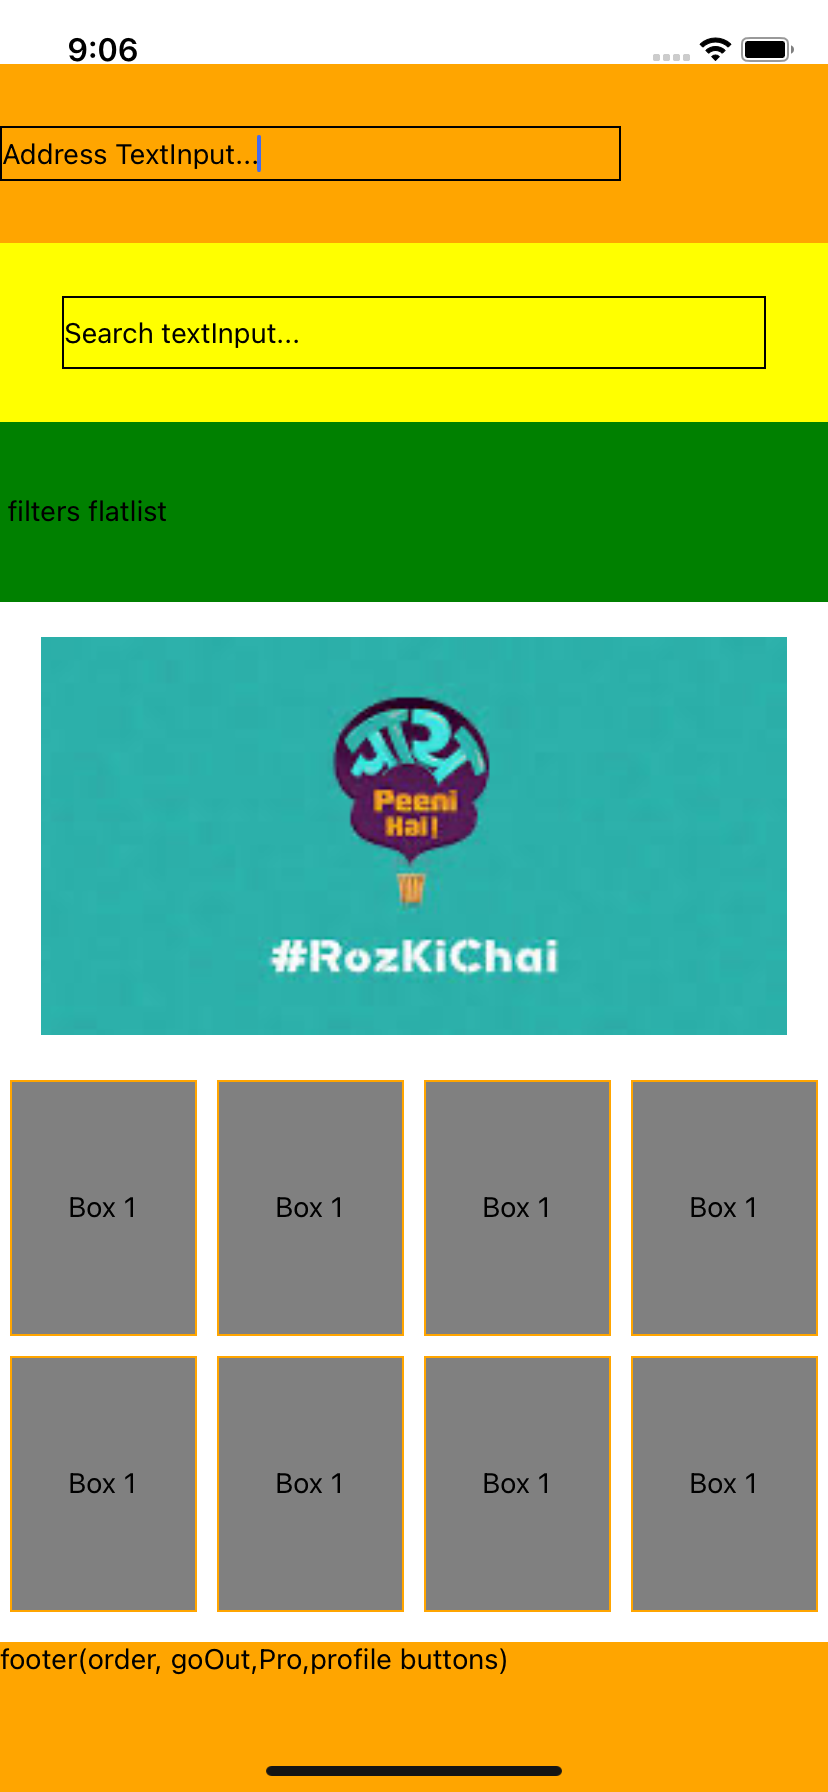 9:06
Address TextInput...
Search textInput...
filters flatlist
चाय
Peeni
Hai!
#RozKiChai
Box 1 Box 1 Box 1 Box 1
Box 1 Box 1 Box 1 Box 1
footer(order, goOut,Pro,profile buttons)